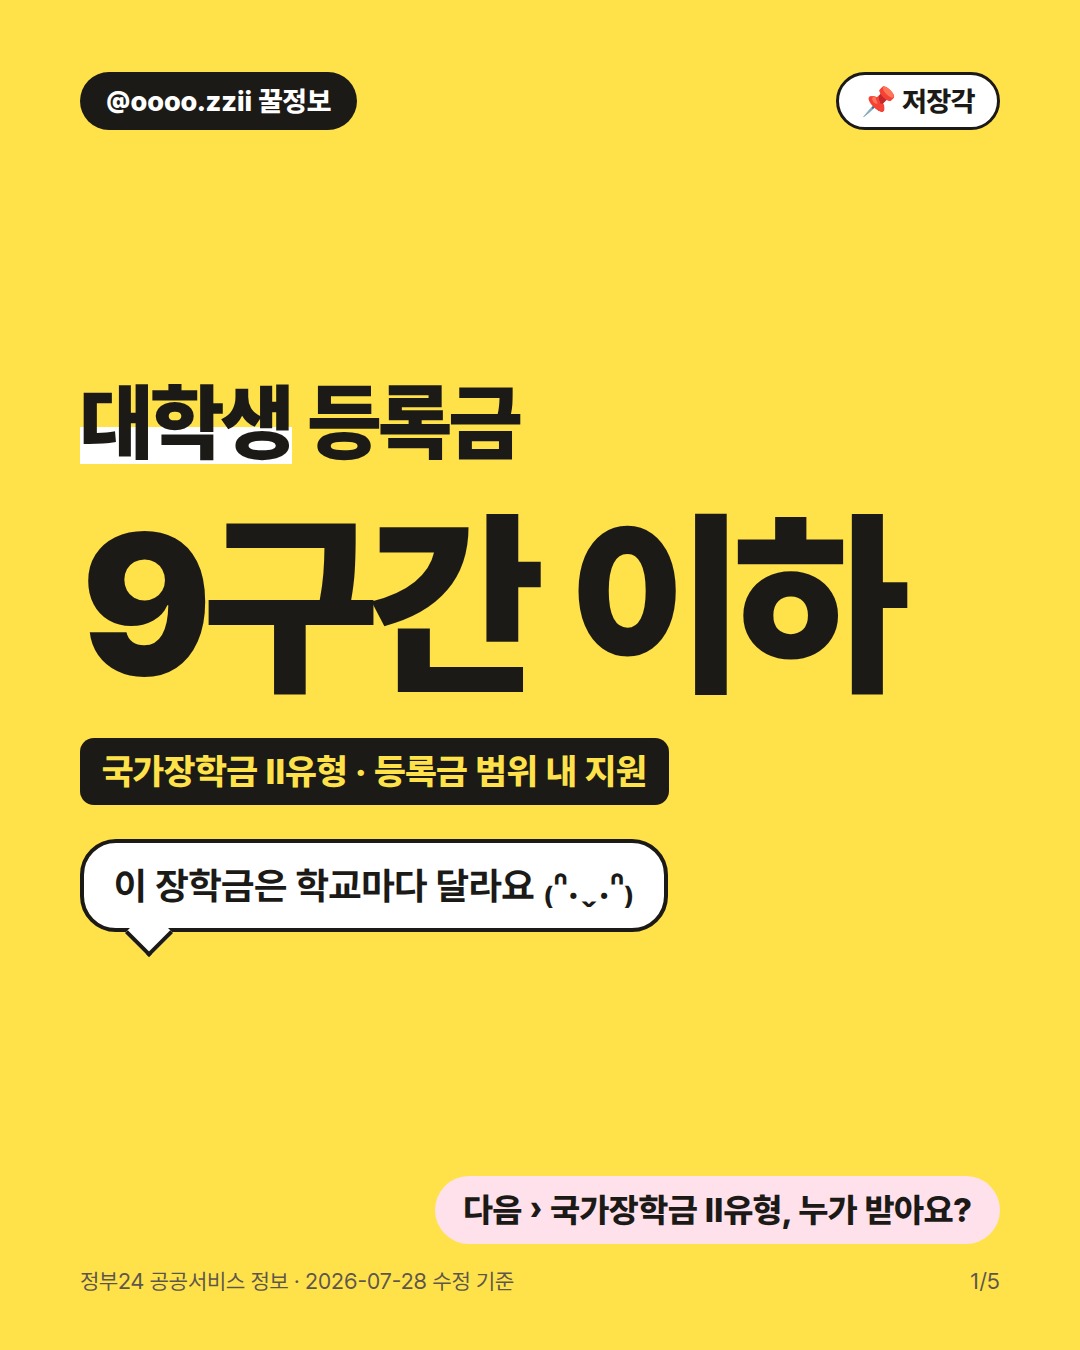 @oooo.zzii 꿀정보
📌 저장각
대학생 등록금
9구간 이하
국가장학금 II유형 · 등록금 범위 내 지원
이 장학금은 학교마다 달라요 (ᐢ. ̬.ᐢ)
다음 › 국가장학금 II유형, 누가 받아요?
정부24 공공서비스 정보 · 2026-07-28 수정 기준
1/5